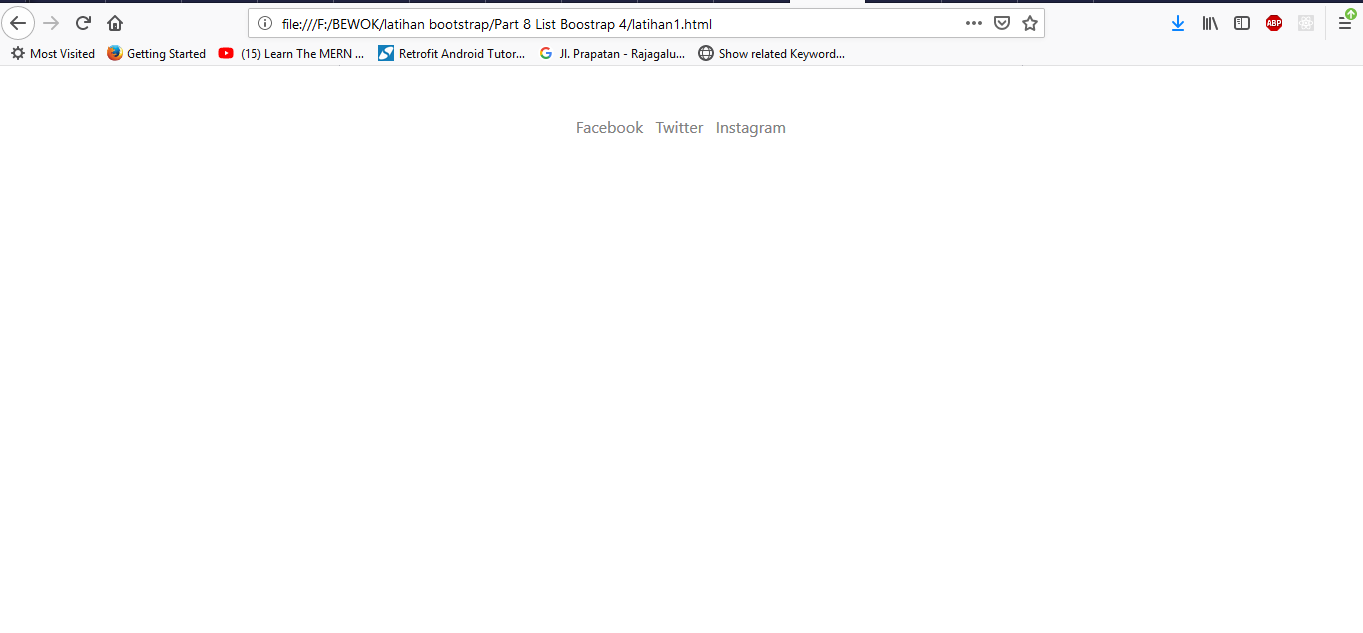 file:///F:/BEWOK/latihan bootstrap/Part 8 List Boostrap 4/latihan1.html
ABP
Most Visited Getting Started (15) Learn The MERN ... Retrofit Android Tutor... Jl. Prapatan - Rajagalu... Show related Keyword...
Facebook Twitter Instagram